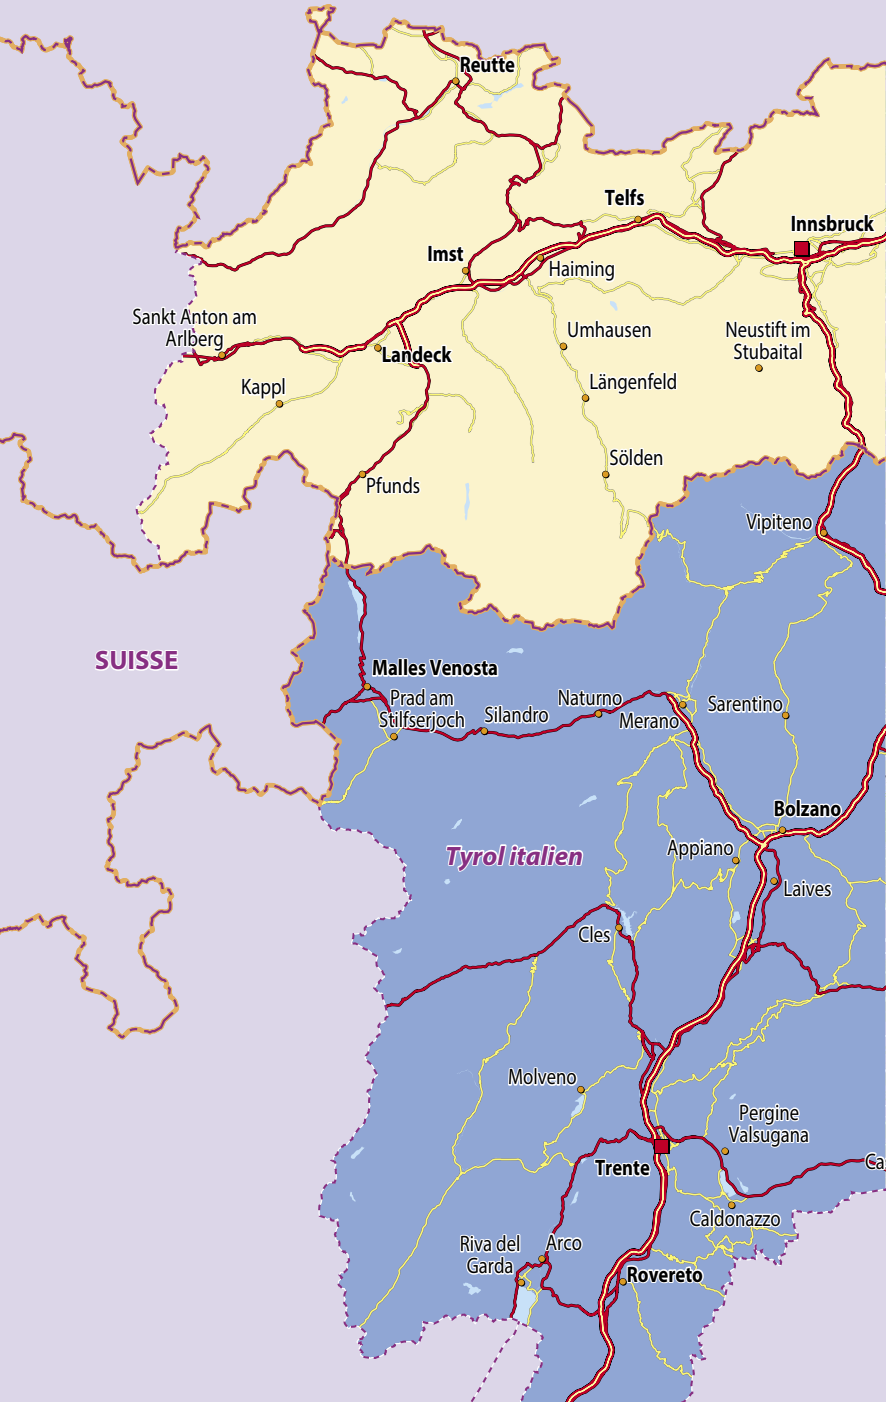 Reutte
Telfs
Innsbruck
Imst
Haiming
Sankt Anton am
Arlberg
Umhausen
Neustift im
Stubaital
Landeck
Kappl
Längenfeld
Sölden
Pfunds
Vipiteno
SUISSE
Malles Venosta
Prad am
Stilfserjoch
Silandro
Naturno
Merano
Sarentino
Bolzano
Tyrol italien
Appiano
Laives
Cles
Molveno
Pergine
Valsugana
Trente
Ca
Caldonazzo
Riva del
Garda
Arco
Rovereto